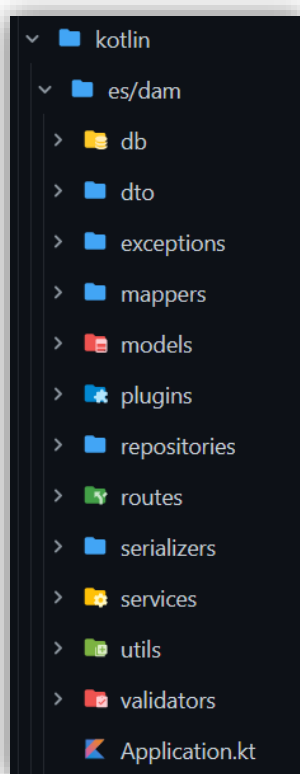 kotlin
es/dam
db
dto
exceptions
mappers
models
plugins
repositories
routes
serializers
services
utils
validators
Application.kt